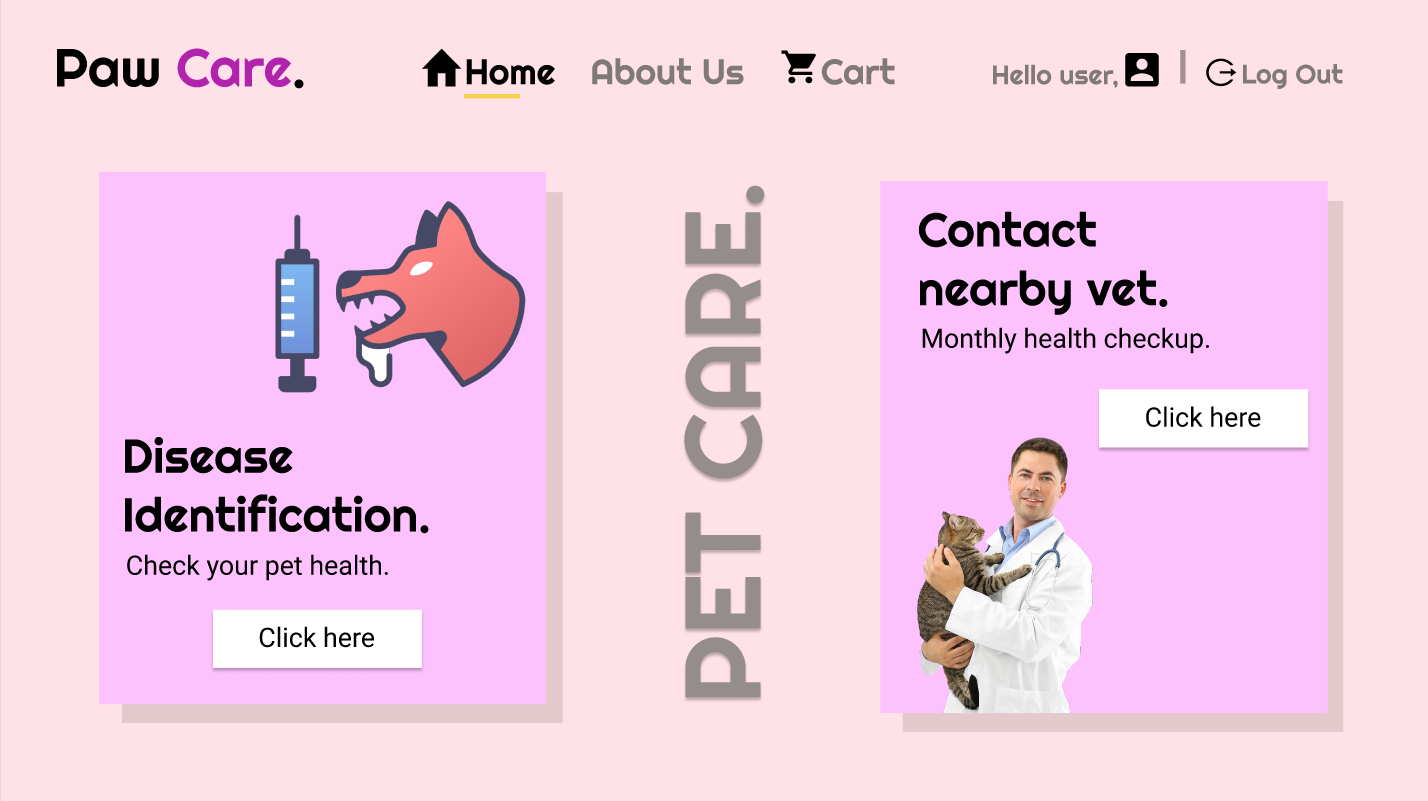 Paw Care.
Home
About Us
Cart
Hello user,
Log Out
Disease
Identification.
Check your pet health.
Click here
PET CARE.
Contact
nearby vet.
Monthly health checkup.
Click here